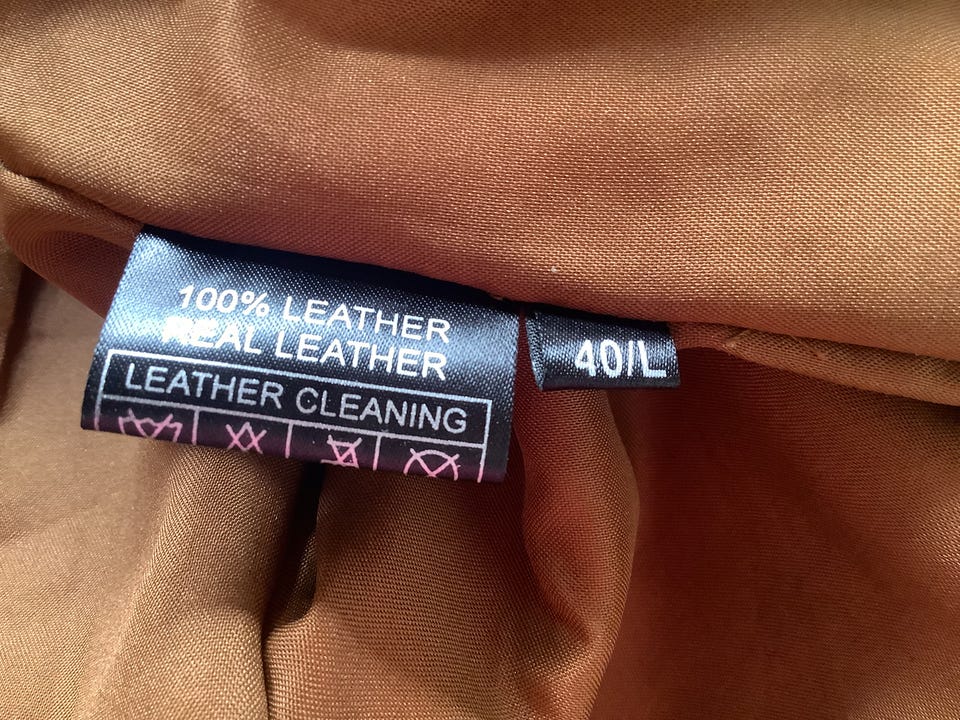 100% LEATHER
REAL LEATHER
LEATHER CLEANING
40/L